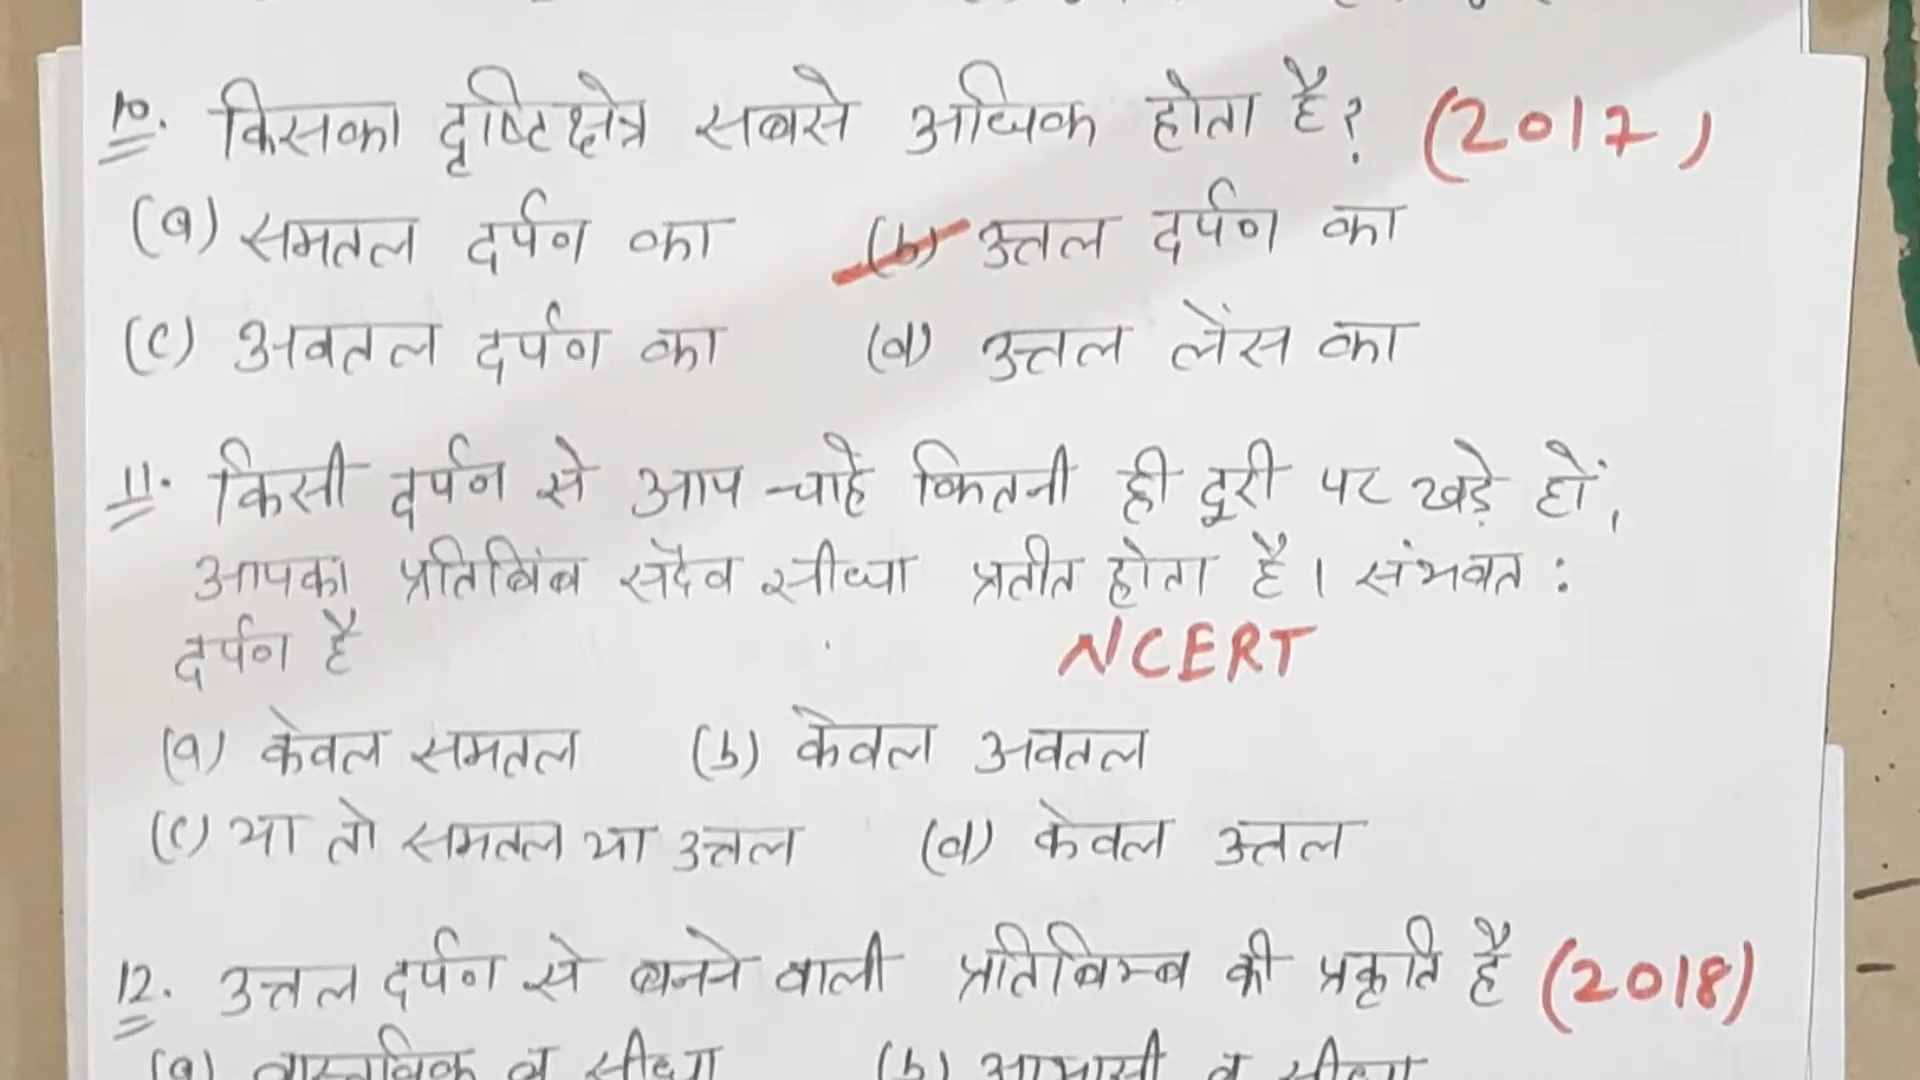 10. किसका दृष्टिक्षेत्र सबसे अधिक होता है? (2017)
(a) समतल दर्पण का (b) उत्तल दर्पण का
(c) अवतल दर्पण का (d) उत्तल लेंस का
11. किसी दर्पण से आप चाहे कितनी ही दूरी पर खड़े हों,
आपका प्रतिबिंब सदैव सीधा प्रतीत होता है। संभवत:
दर्पण है NCERT
(a) केवल समतल (b) केवल अवतल
(c) या तो समतल या उत्तल (d) केवल उत्तल
12. उत्तल दर्पण से बनने वाली प्रतिबिम्ब की प्रकृति है (2018)
(a) वास्तविक व सीधा (b) आभासी व सीधा